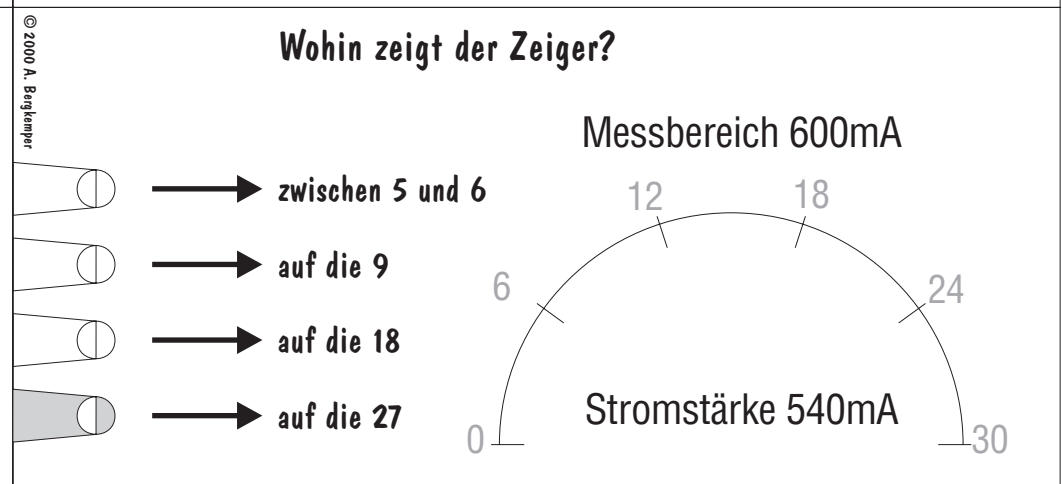 © 2000 A. Bergkemper
Wohin zeigt der Zeiger?
zwischen 5 und 6
auf die 9
auf die 18
auf die 27
Messbereich 600mA
12
18
6
24
Stromstärke 540mA
0
30